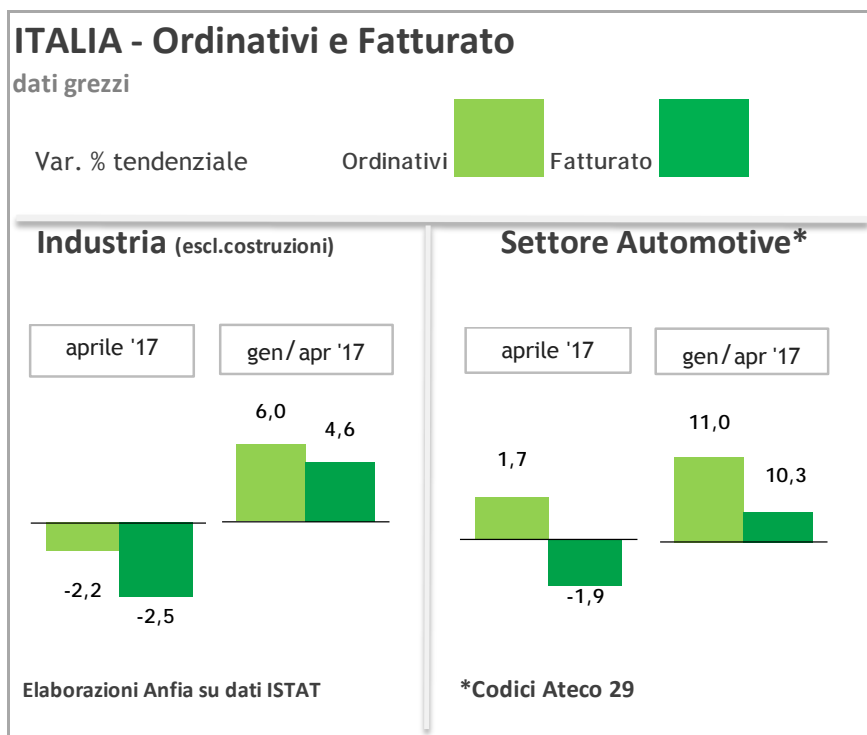 ITALIA - Ordinativi e Fatturato
dati grezzi
Var. % tendenziale
Ordinativi
Fatturato
Industria (escl.costruzioni)
aprile '17
gen/apr '17
6,0
4,6
-2,2
-2,5
Elaborazioni Anfia su dati ISTAT
Settore Automotive*
aprile '17
gen/apr '17
11,0
1,7
10,3
-1,9
*Codici Ateco 29